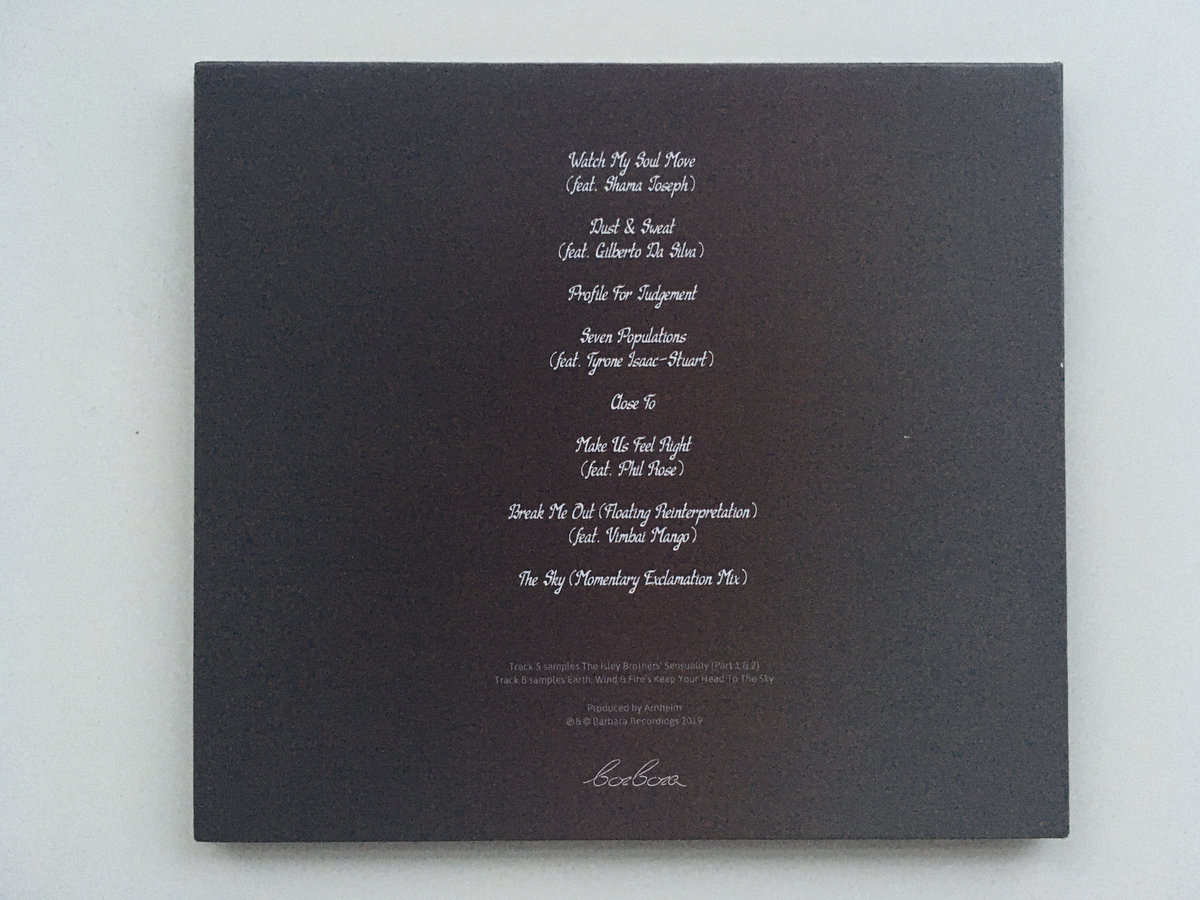 Watch My Soul Move
(feat. Shama Joseph)
Dust & Sweat
(feat. Gilberto Da Silva)
Profile For Judgement
Seven Populations
(feat. Tyrone Isaac-Stuart)
Close To
Make Us Feel Right
(feat. Phil Rose)
Break Me Out (Floating Reinterpretation)
(feat. Vimbai Mango)
The Sky (Momentary Exclamation Mix)
Track 5 samples The Isley Brothers' Sensuality (Part 1 & 2)
Track 8 samples Earth, Wind & Fire's Keep Your Head To The Sky
Produced by Arnheim
℗ & © Barbara Recordings 2019
barbara